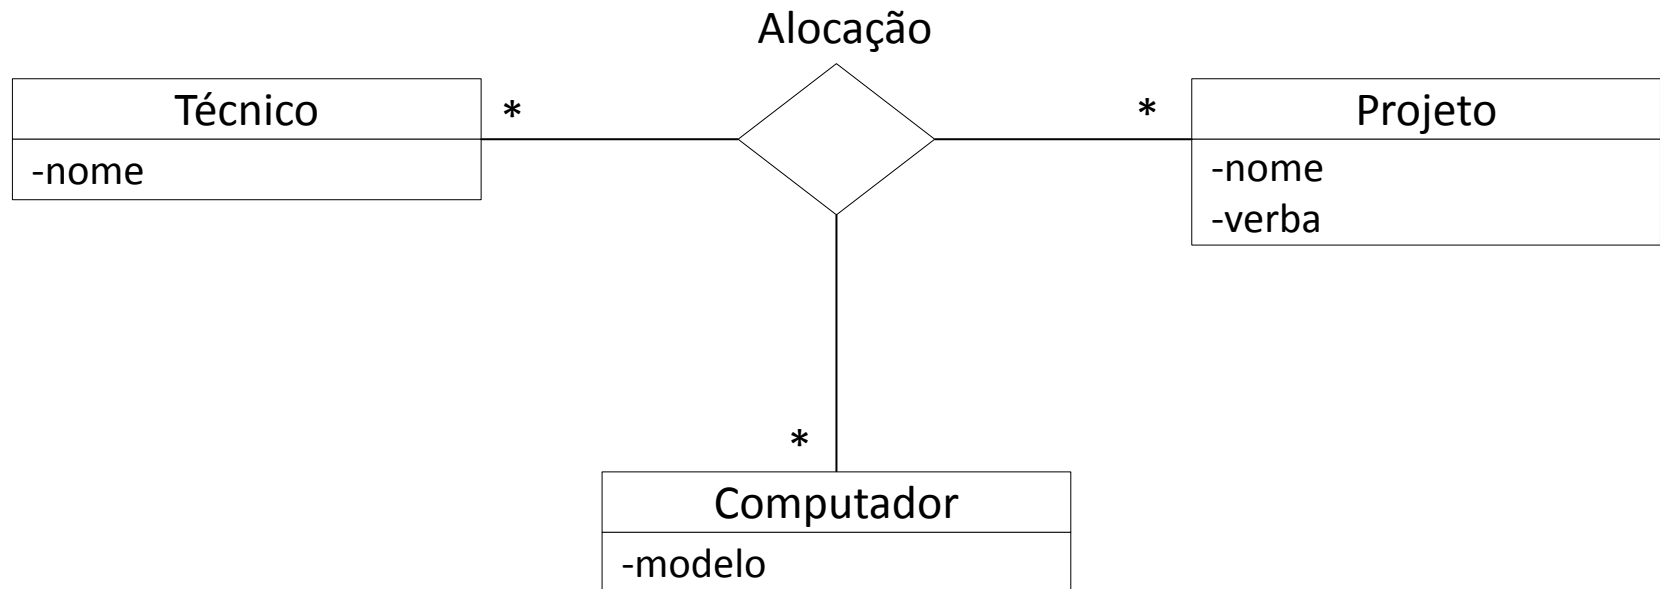 Alocação
Técnico
*
*
Projeto
-nome
-nome
-verba
*
Computador
-modelo